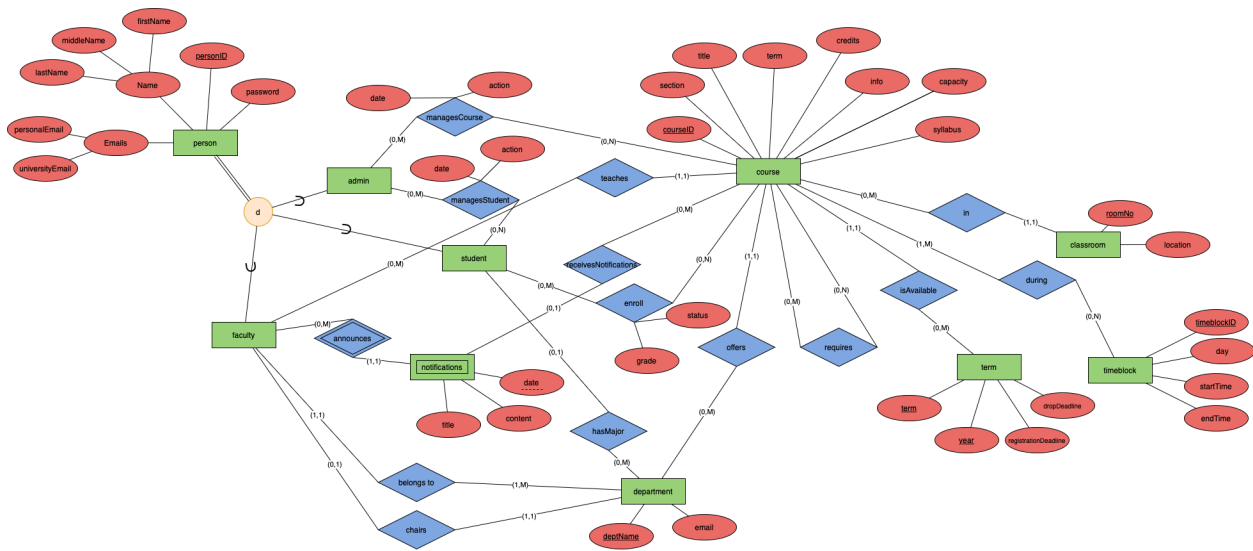 firstName
middleName
lastName
Name
personID
password
personalEmail
Emails
universityEmail
person
d
date
action
managesCourse
(0,M)
(0,N)
admin
(0,M)
date
action
managesStudent
(0,N)
student
teaches
(1,1)
(0,M)
title
term
credits
section
info
capacity
courseID
syllabus
course
(0,M)
in
(1,1)
roomNo
classroom
location
(0,M)
receivesNotifications
(0,1)
(0,M)
enroll
(0,N)
status
grade
(1,1)
offers
(0,M)
(0,M)
(0,N)
requires
(1,1)
isAvailable
(0,M)
(1,M)
during
(0,N)
faculty
(0,M)
announces
(1,1)
notifications
date
title
content
(0,1)
hasMajor
(0,M)
term
term
year
registrationDeadline
dropDeadline
timeblock
timeblockID
day
startTime
endTime
(1,1)
belongs to
(1,M)
(0,1)
chairs
(1,1)
department
deptName
email